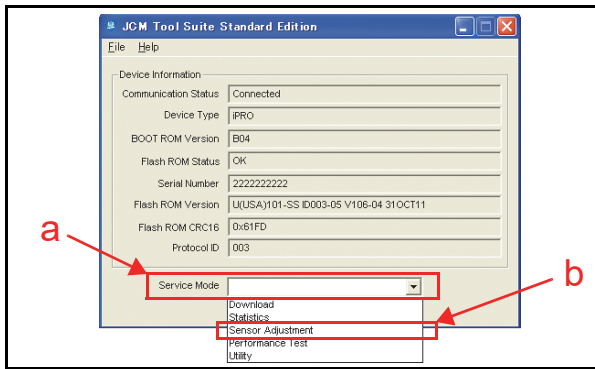 JCM Tool Suite Standard Edition
File Help
Device Information
Communication Status Connected
Device Type iPRO
BOOT ROM Version B04
Flash ROM Status OK
Serial Number 2222222222
Flash ROM Version U(USA)101-SS ID003-05 V106-04 31OCT11
Flash ROM CRC16 0x61FD
Protocol ID 003
a
Service Mode
b
Download
Statistics
Sensor Adjustment
Performance Test
Utility